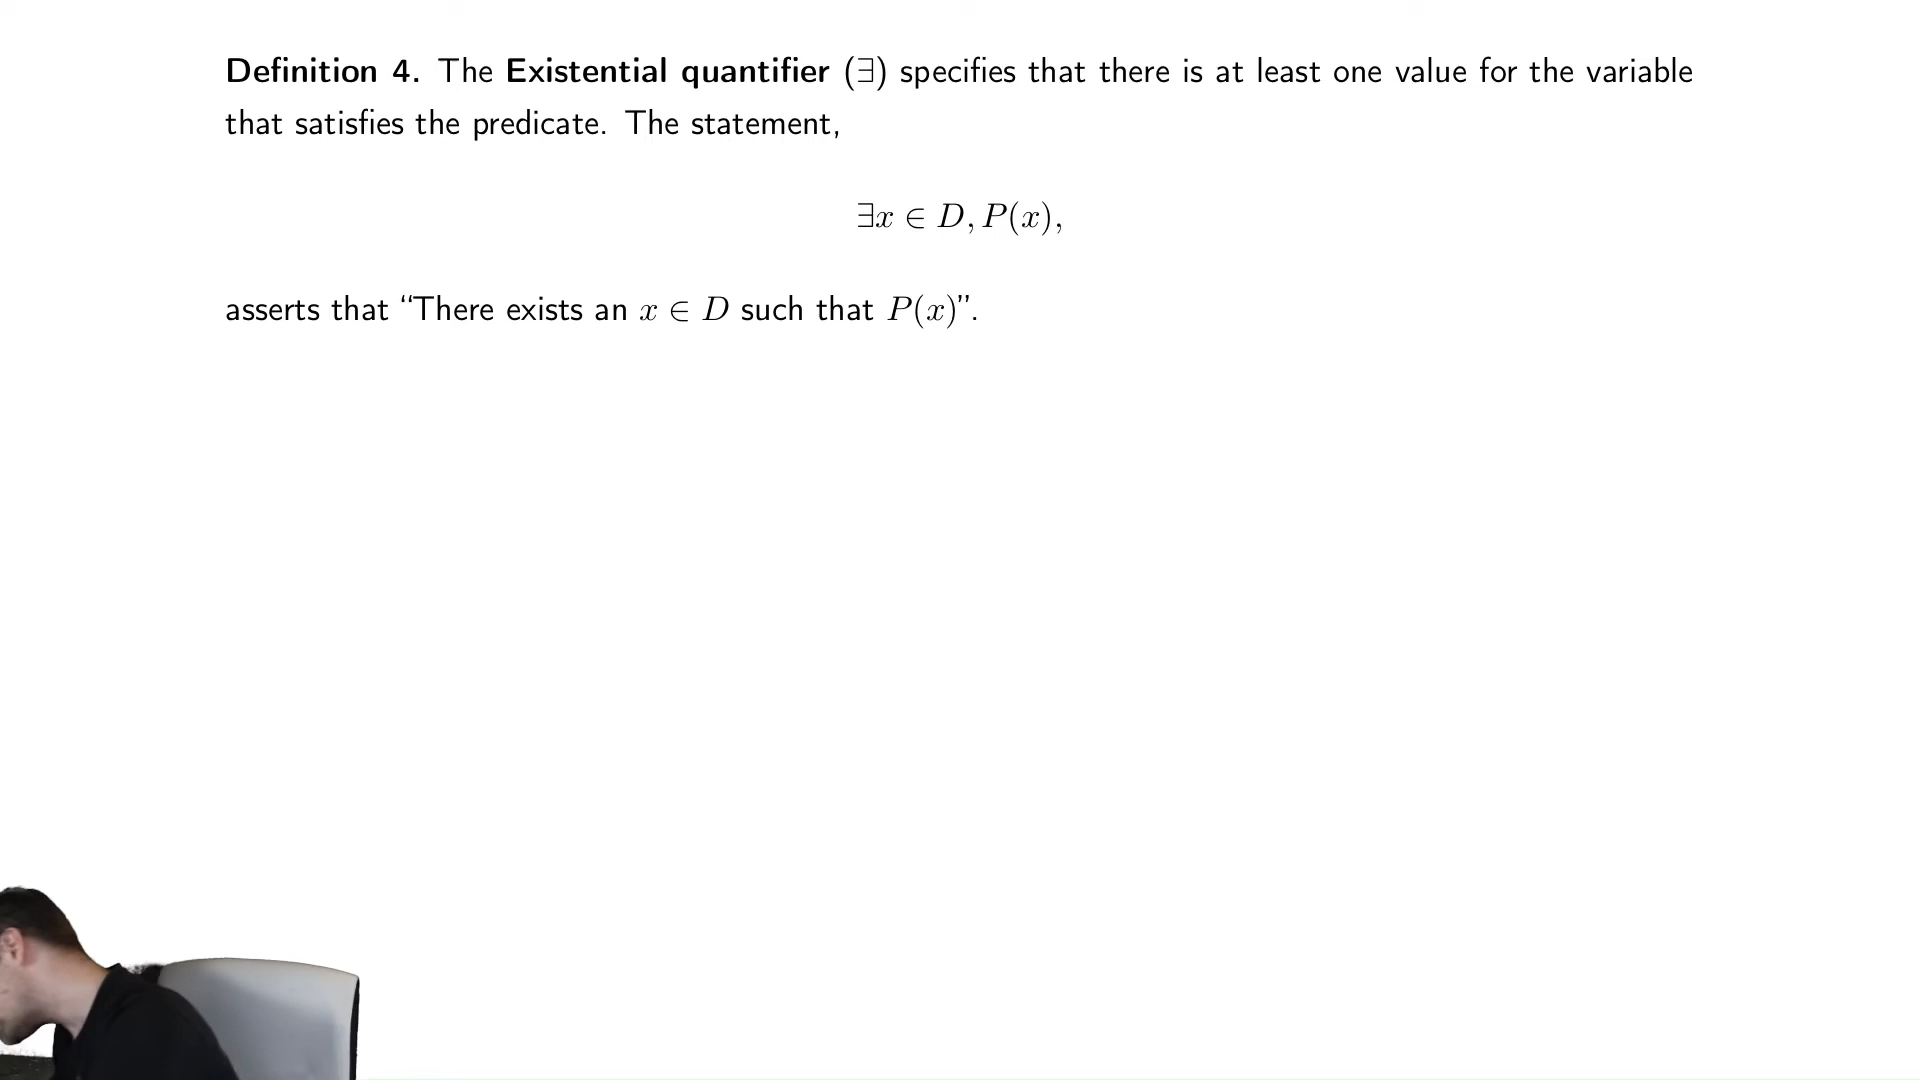 Definition 4. The Existential quantifier (∃) specifies that there is at least one value for the variable
that satisfies the predicate. The statement,
∃x ∈ D, P(x),
asserts that “There exists an x ∈ D such that P(x)”.